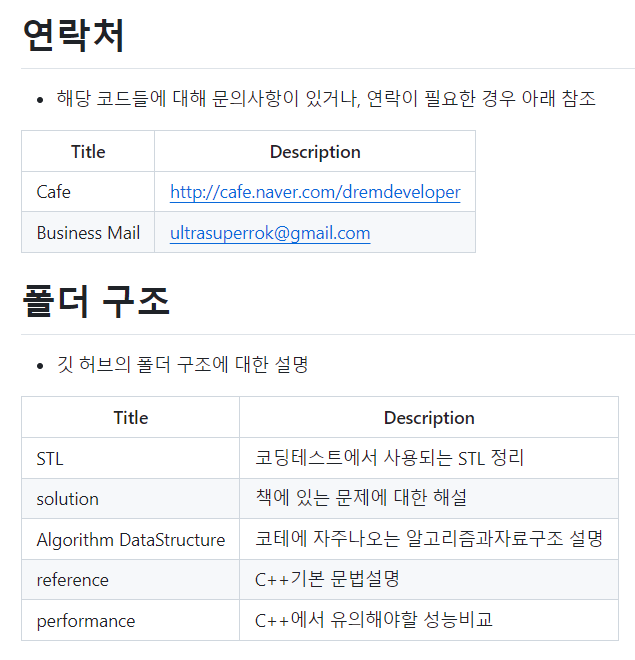 연락처
해당 코드들에 대해 문의사항이 있거나, 연락이 필요한 경우 아래 참조
Title Description
Cafe http://cafe.naver.com/dremdeveloper
Business Mail ultrasuperrok@gmail.com
폴더 구조
깃 허브의 폴더 구조에 대한 설명
Title Description
STL 코딩테스트에서 사용되는 STL 정리
solution 책에 있는 문제에 대한 해설
Algorithm DataStructure 코테에 자주나오는 알고리즘과자료구조 설명
reference C++기본 문법설명
performance C++에서 유의해야할 성능비교